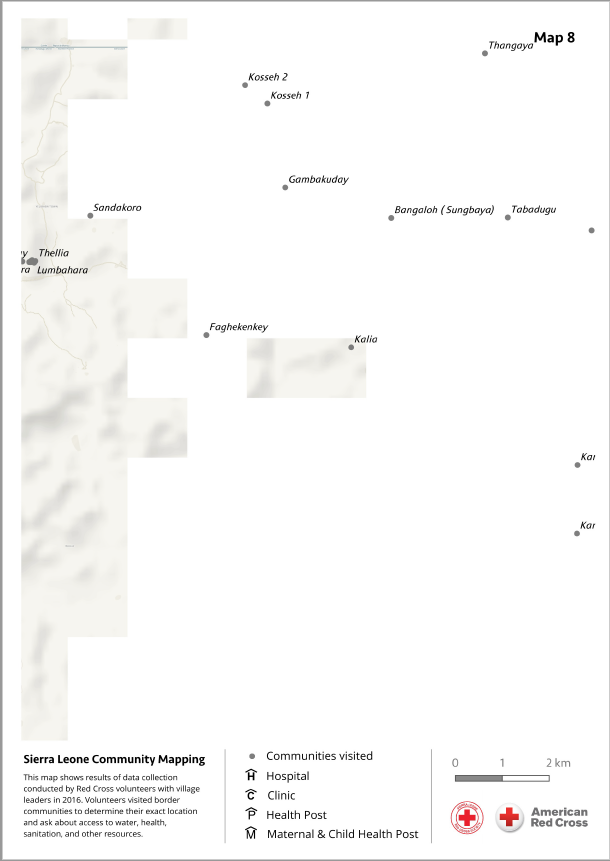 Map 8
Thangaya
Kosseh 2
Kosseh 1
Gambakuday
Sandakoro
Bangaloh ( Sungbaya)
Tabadugu
y
Thellia
ra
Lumbahara
Faghekenkey
Kalia
Kar
Kar
Sierra Leone Community Mapping
This map shows results of data collection
conducted by Red Cross volunteers with village
leaders in 2016. Volunteers visited border
communities to determine their exact location
and ask about access to water, health,
sanitation, and other resources.
Communities visited
H Hospital
C Clinic
P Health Post
M Maternal & Child Health Post
0 1 2 km
American
Red Cross